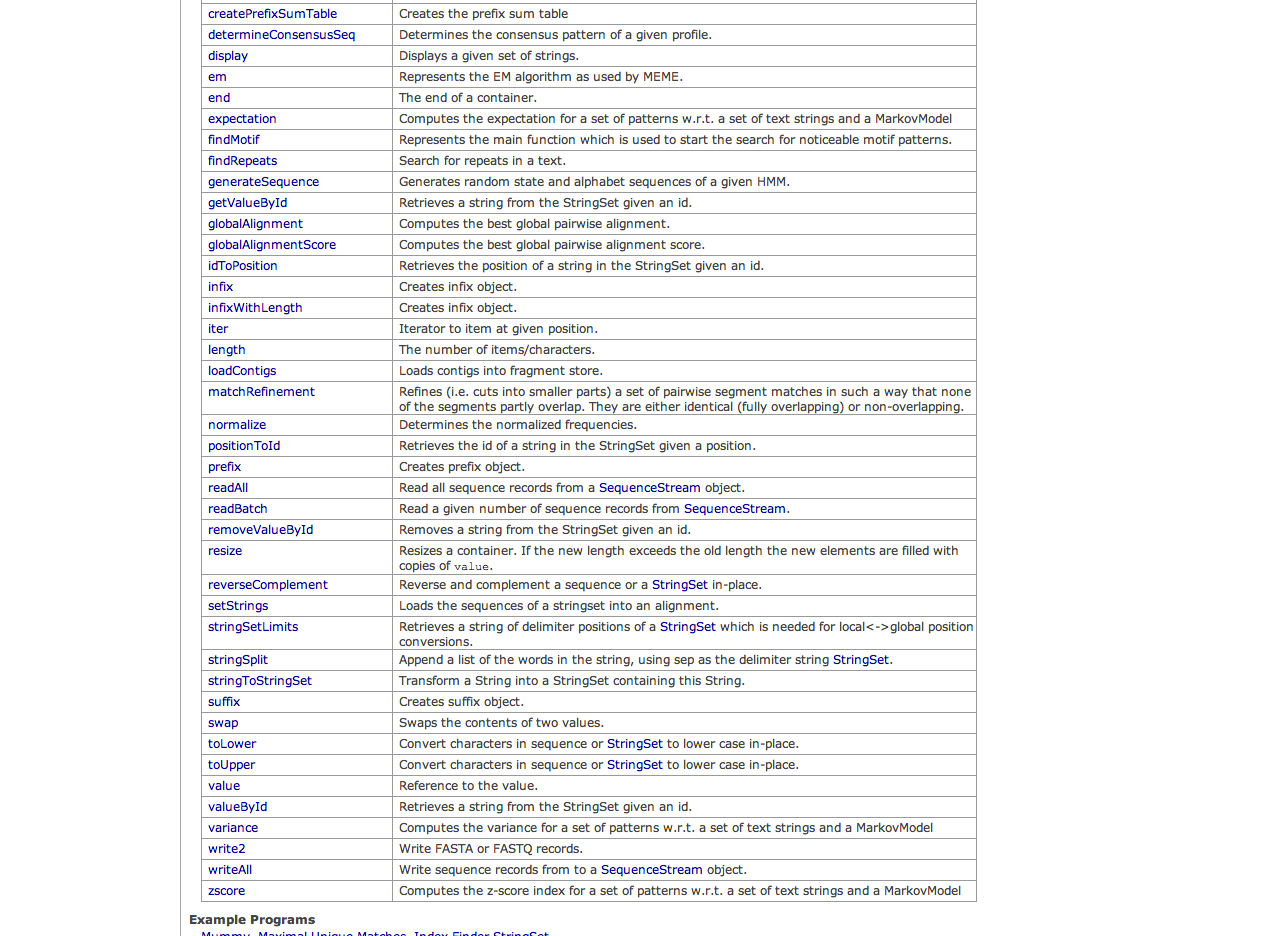 createPrefixSumTable Creates the prefix sum table
determineConsensusSeq Determines the consensus pattern of a given profile.
display Displays a given set of strings.
em Represents the EM algorithm as used by MEME.
end The end of a container.
expectation Computes the expectation for a set of patterns w.r.t. a set of text strings and a MarkovModel
findMotif Represents the main function which is used to start the search for noticeable motif patterns.
findRepeats Search for repeats in a text.
generateSequence Generates random state and alphabet sequences of a given HMM.
getValueById Retrieves a string from the StringSet given an id.
globalAlignment Computes the best global pairwise alignment.
globalAlignmentScore Computes the best global pairwise alignment score.
idToPosition Retrieves the position of a string in the StringSet given an id.
infix Creates infix object.
infixWithLength Creates infix object.
iter Iterator to item at given position.
length The number of items/characters.
loadContigs Loads contigs into fragment store.
matchRefinement Refines (i.e. cuts into smaller parts) a set of pairwise segment matches in such a way that none
of the segments partly overlap. They are either identical (fully overlapping) or non-overlapping.
normalize Determines the normalized frequencies.
positionToId Retrieves the id of a string in the StringSet given a position.
prefix Creates prefix object.
readAll Read all sequence records from a SequenceStream object.
readBatch Read a given number of sequence records from SequenceStream.
removeValueById Removes a string from the StringSet given an id.
resize Resizes a container. If the new length exceeds the old length the new elements are filled with
copies of value.
reverseComplement Reverse and complement a sequence or a StringSet in-place.
setStrings Loads the sequences of a stringset into an alignment.
stringSetLimits Retrieves a string of delimiter positions of a StringSet which is needed for local<->global position
conversions.
stringSplit Append a list of the words in the string, using sep as the delimiter string StringSet.
stringToStringSet Transform a String into a StringSet containing this String.
suffix Creates suffix object.
swap Swaps the contents of two values.
toLower Convert characters in sequence or StringSet to lower case in-place.
toUpper Convert characters in sequence or StringSet to lower case in-place.
value Reference to the value.
valueById Retrieves a string from the StringSet given an id.
variance Computes the variance for a set of patterns w.r.t. a set of text strings and a MarkovModel
write2 Write FASTA or FASTQ records.
writeAll Write sequence records from to a SequenceStream object.
zscore Computes the z-score index for a set of patterns w.r.t. a set of text strings and a MarkovModel
Example Programs
Mummy, Maximal Unique Matches, Index Finder StringSet